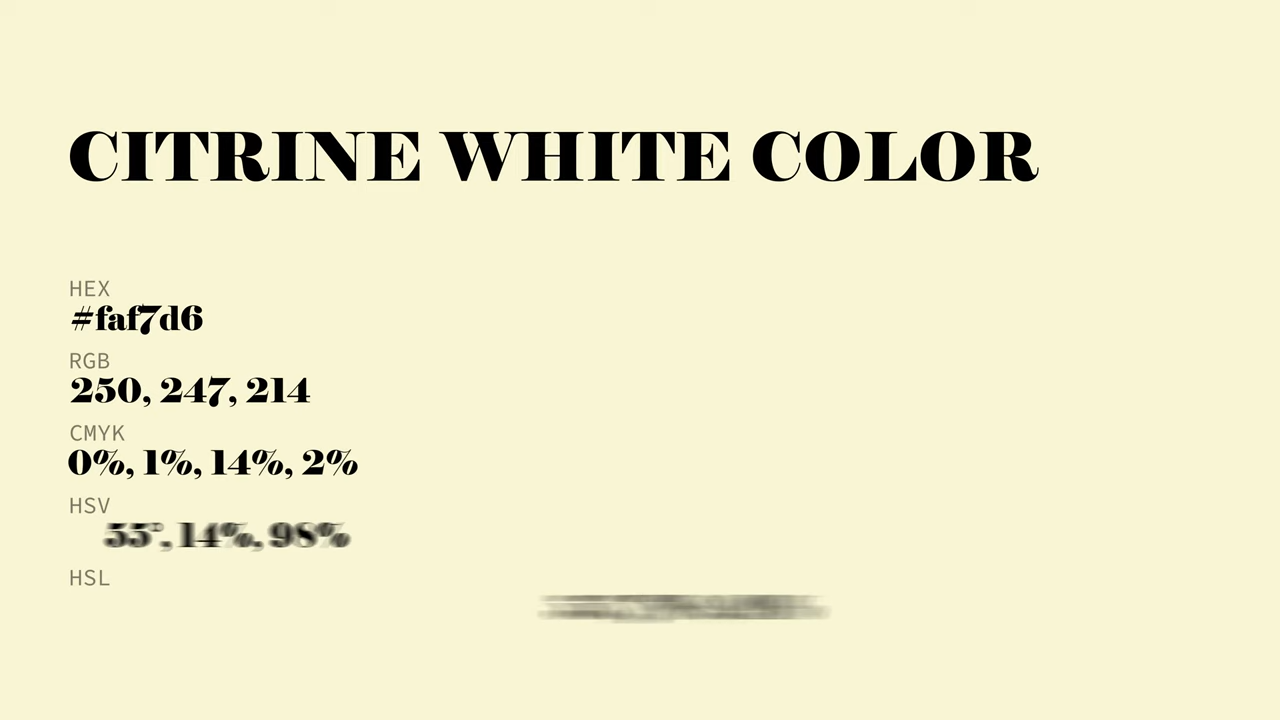 CITRINE WHITE COLOR
HEX
#faf7d6
RGB
250, 247, 214
CMYK
0%, 1%, 14%, 2%
HSV
55°, 14%, 98%
HSL